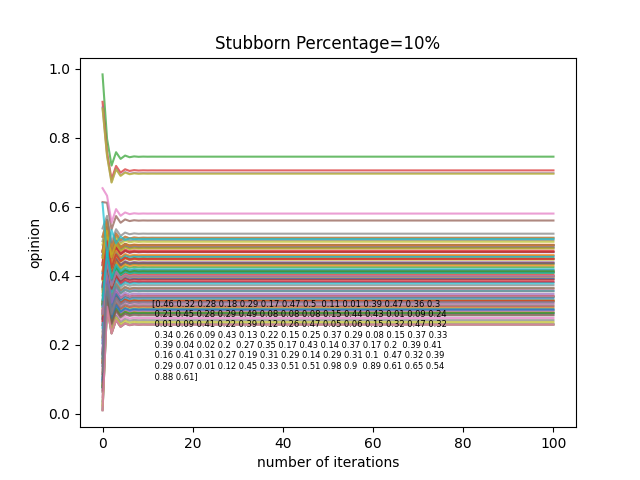 Stubborn Percentage=10%
1.0
0.8
0.6
0.4
0.2
0.0
opinion
[0.46 0.32 0.28 0.18 0.29 0.17 0.47 0.5 0.11 0.01 0.39 0.47 0.36 0.3
0.21 0.45 0.28 0.29 0.49 0.08 0.08 0.08 0.15 0.44 0.43 0.01 0.09 0.24
0.01 0.09 0.41 0.22 0.39 0.12 0.26 0.47 0.05 0.06 0.15 0.32 0.47 0.32
0.34 0.26 0.09 0.43 0.13 0.22 0.15 0.25 0.37 0.29 0.08 0.15 0.37 0.33
0.39 0.04 0.02 0.2 0.27 0.35 0.17 0.43 0.14 0.37 0.17 0.2 0.39 0.41
0.16 0.41 0.31 0.27 0.19 0.31 0.29 0.14 0.29 0.31 0.1 0.47 0.32 0.39
0.29 0.07 0.01 0.12 0.45 0.33 0.51 0.51 0.98 0.9 0.89 0.61 0.65 0.54
0.88 0.61]
0 20 40 60 80 100
number of iterations